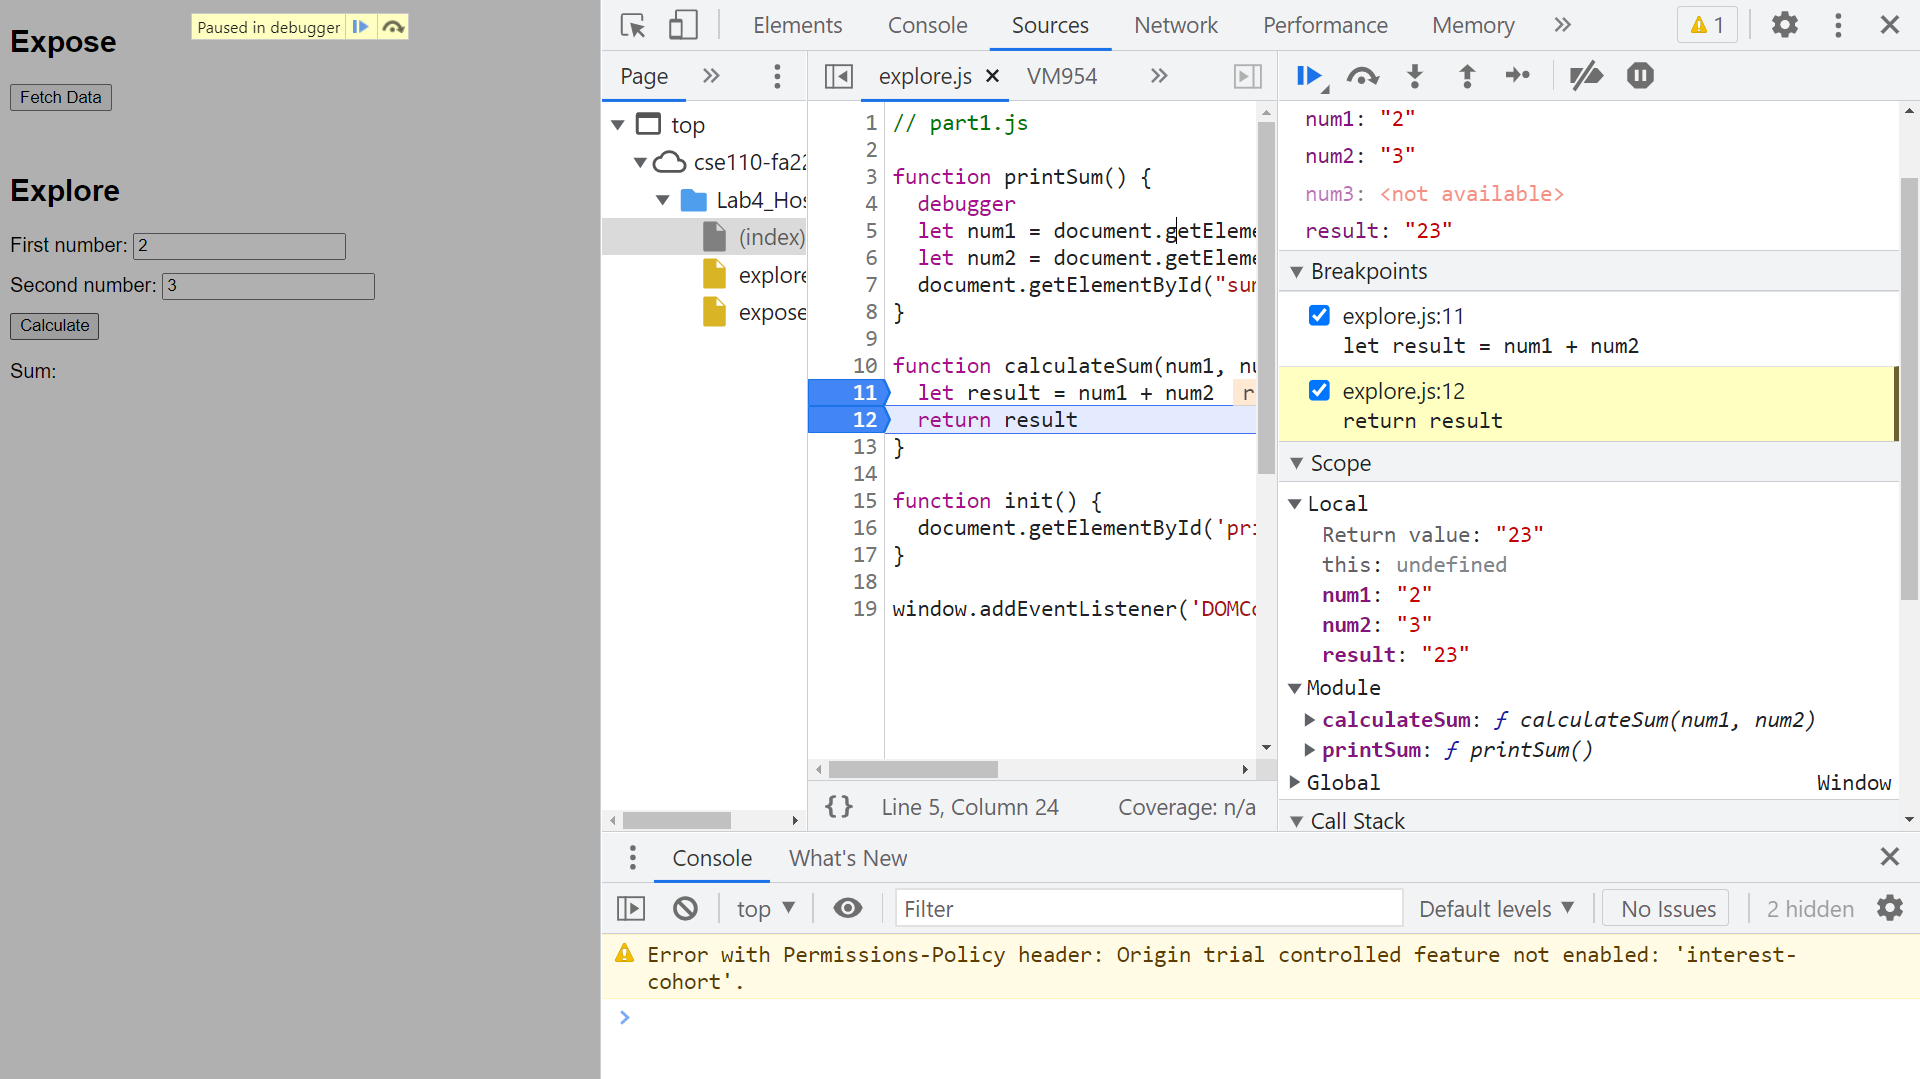 Expose
Paused in debugger
Fetch Data
Explore
First number: 2
Second number: 3
Calculate
Sum:
Elements
Console
Sources
Network
Performance
Memory
1
Page
explore.js
VM954
top
cse110-fa22
Lab4_Hos
(index)
explore
expose
1 // part1.js
2
3 function printSum() {
4 debugger
5 let num1 = document.getEleme
6 let num2 = document.getEleme
7 document.getElementById("sum
8 }
9
10 function calculateSum(num1, nu
11 let result = num1 + num2 r
12 return result
13 }
14
15 function init() {
16 document.getElementById('pri
17 }
18
19 window.addEventListener('DOMCo
{} Line 5, Column 24 Coverage: n/a
num1: "2"
num2: "3"
num3: <not available>
result: "23"
Breakpoints
explore.js:11
let result = num1 + num2
explore.js:12
return result
Scope
Local
Return value: "23"
this: undefined
num1: "2"
num2: "3"
result: "23"
Module
calculateSum: ƒ calculateSum(num1, num2)
printSum: ƒ printSum()
Global Window
Call Stack
Console What's New
top Filter Default levels No Issues 2 hidden
Error with Permissions-Policy header: Origin trial controlled feature not enabled: 'interest-
cohort'.